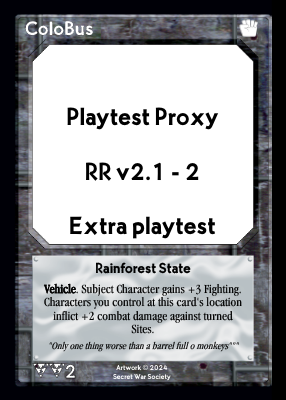 ColoBus
Playtest Proxy
RR v2.1 - 2
Extra playtest
Rainforest State
Vehicle. Subject Character gains +3 Fighting.
Characters you control at this card's location
inflict +2 combat damage against turned
Sites.
"Only one thing worse than a barrel full o monkeys"""
2
Artwork © 2024
Secret War Society